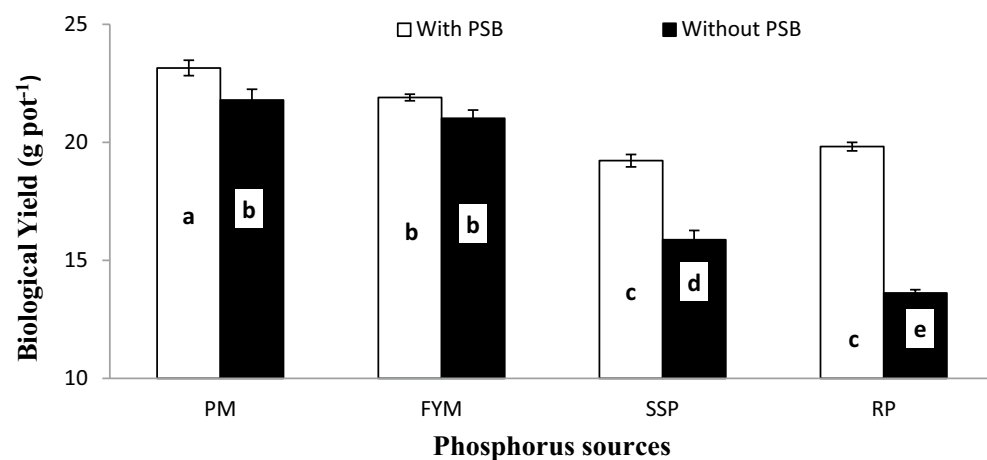 With PSB
Without PSB
Biological Yield (g pot⁻¹)
25
20
15
10
a
b
b
b
c
d
c
e
PM
FYM
SSP
RP
Phosphorus sources